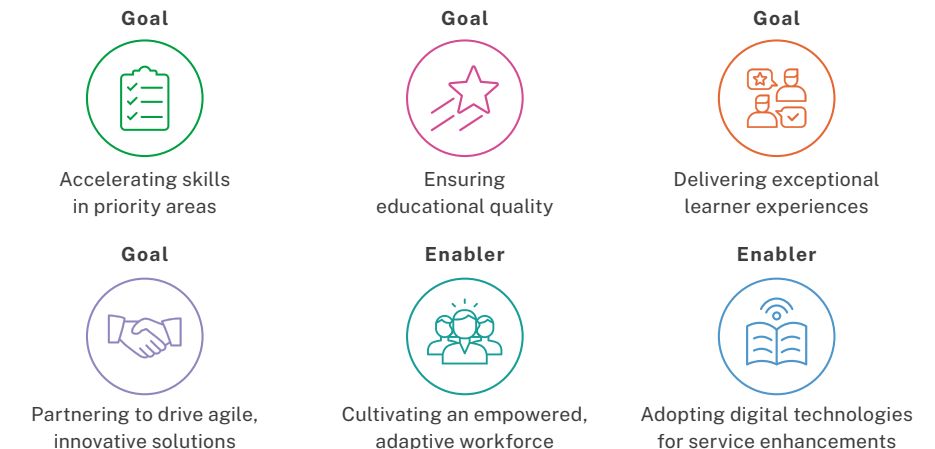 Goal
Accelerating skills
in priority areas
Goal
Ensuring
educational quality
Goal
Delivering exceptional
learner experiences
Goal
Partnering to drive agile,
innovative solutions
Enabler
Cultivating an empowered,
adaptive workforce
Enabler
Adopting digital technologies
for service enhancements